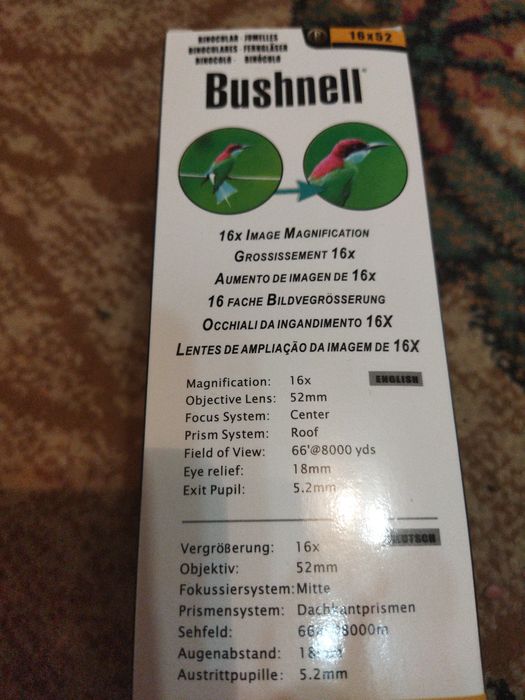 BINOCULAR · JUMELLES
BINOCULARES · FERNGLÄSER
BINOCOLO · BINÓCULO
16x52
Bushnell®
16x IMAGE MAGNIFICATION
GROSSISSEMENT 16x
AUMENTO DE IMAGEN DE 16x
16 FACHE BILDVEGRÖSSERUNG
OCCHIALI DA INGANDIMENTO 16X
LENTES DE AMPLIAÇÃO DA IMAGEM DE 16X
ENGLISH
Magnification: 16x
Objective Lens: 52mm
Focus System: Center
Prism System: Roof
Field of View: 66'@8000 yds
Eye relief: 18mm
Exit Pupil: 5.2mm
DEUTSCH
Vergrößerung: 16x
Objektiv: 52mm
Fokussiersystem: Mitte
Prismensystem: Dachkantprismen
Sehfeld:
Augenabstand: 18mm
Austrittpupille: 5.2mm